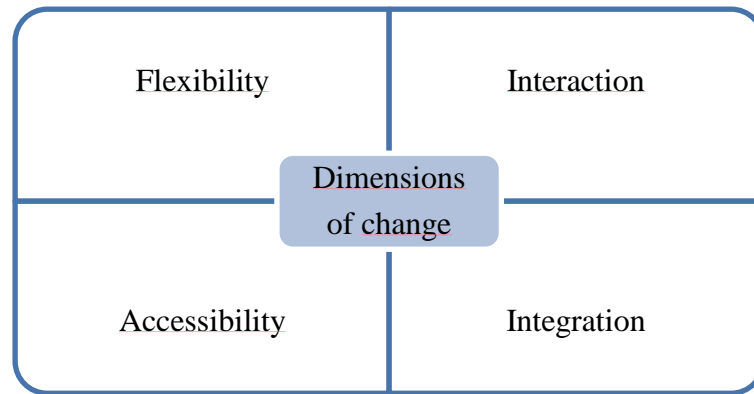 Flexibility
Interaction
Dimensions
of change
Accessibility
Integration